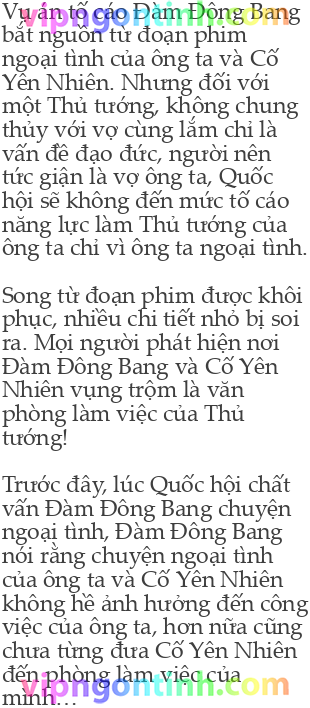 Vụ án tố cáo Đàm Đông Bang
vipngontinh.com
bắt nguồn từ đoạn phim
ngoại tình của ông ta và Cố
Yên Nhiên. Nhưng đối với
một Thủ tướng, không chung
thủy với vợ cùng lắm chỉ là
vấn đề đạo đức, người nên
tức giận là vợ ông ta, Quốc
hội sẽ không đến mức tố cáo
năng lực làm Thủ tướng của
ông ta chỉ vì ông ta ngoại tình.
Song từ đoạn phim được khôi
phục, nhiều chi tiết nhỏ bị soi
ra. Mọi người phát hiện nơi
Đàm Đông Bang và Cố Yên
Nhiên vụng trộm là văn
phòng làm việc của Thủ
tướng!
Trước đây, lúc Quốc hội chất
vấn Đàm Đông Bang chuyện
ngoại tình, Đàm Đông Bang
nói rằng chuyện ngoại tình
của ông ta và Cố Yên Nhiên
không hề ảnh hưởng đến công
việc của ông ta, hơn nữa cũng
chưa từng đưa Cố Yên Nhiên
đến phòng làm việc của
vipngontinh.com
mình…